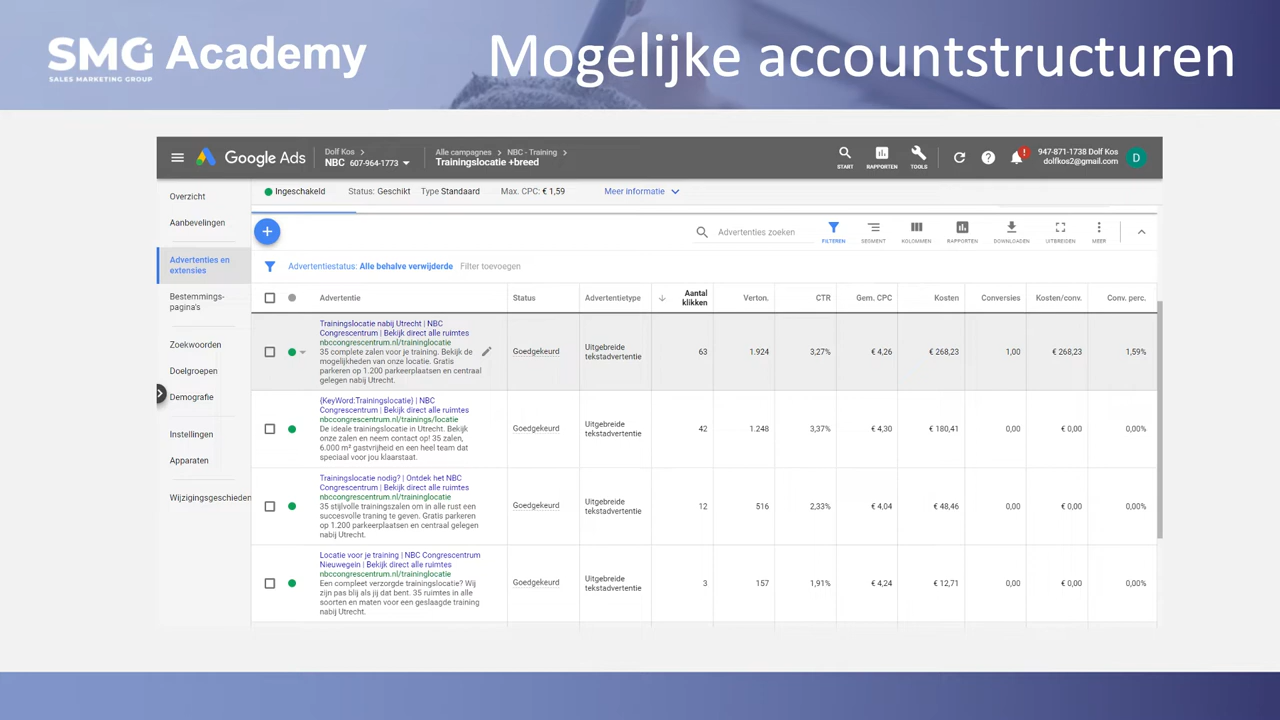 SMG Academy
SALES MARKETING GROUP
Mogelijke accountstructuren
Google Ads
Dolf Kos
NBC 607-964-1773
Alle campagnes > NBC - Training >
Trainingslocatie +breed
START
RAPPORTEN
TOOLS
!
947-871-1738 Dolf Kos
dolfkos2@gmail.com
D
Ingeschakeld Status: Geschikt Type Standaard Max. CPC: € 1,59 Meer informatie
Overzicht
Aanbevelingen
Advertenties en
extensies
Bestemmings-
pagina's
Zoekwoorden
Doelgroepen
Demografie
Instellingen
Apparaten
Wijzigingsgeschieden
Advertenties zoeken
FILTEREN
SEGMENT
KOLOMMEN
RAPPORTEN
DOWNLOADEN
UITBREIDEN
MEER
Advertentiestatus: Alle behalve verwijderde Filter toevoegen
Advertentie Status Advertentietype Aantal klikken Verton. CTR Gem. CPC Kosten Conversies Kosten/conv. Conv. perc.
Trainingslocatie nabij Utrecht | NBC
Congrescentrum | Bekijk direct alle ruimtes
nbccongrescentrum.nl/traininglocatie
35 complete zalen voor je training. Bekijk de
mogelijkheden van onze locatie. Gratis
parkeren op 1.200 parkeerplaatsen en centraal
gelegen nabij Utrecht.
Goedgekeurd
Uitgebreide
tekstadvertentie
63 1.924 3,27% € 4,26 € 268,23 1,00 € 268,23 1,59%
{KeyWord:Trainingslocatie} | NBC
Congrescentrum | Bekijk direct alle ruimtes
nbccongrescentrum.nl/trainings/locatie
De ideale trainingslocatie in Utrecht. Bekijk
onze zalen en neem contact op! 35 zalen,
6.000 m² gastvrijheid en een heel team dat
speciaal voor jou klaarstaat.
Goedgekeurd
Uitgebreide
tekstadvertentie
42 1.248 3,37% € 4,30 € 180,41 0,00 € 0,00 0,00%
Trainingslocatie nodig? | Ontdek het NBC
Congrescentrum | Bekijk direct alle ruimtes
nbccongrescentrum.nl/traininglocatie
35 stijlvolle trainingszalen om in alle rust een
succesvolle traning te geven. Gratis parkeren
op 1.200 parkeerplaatsen en centraal gelegen
nabij Utrecht.
Goedgekeurd
Uitgebreide
tekstadvertentie
12 516 2,33% € 4,04 € 48,46 0,00 € 0,00 0,00%
Locatie voor je training | NBC Congrescentrum
Nieuwegein | Bekijk direct alle ruimtes
nbccongrescentrum.nl/trainglocatie
Een compleet verzorgde trainingslocatie? Wij
zijn pas blij als jij dat bent. 35 ruimtes in alle
soorten en maten voor een geslaagde training
nabij Utrecht.
Goedgekeurd
Uitgebreide
tekstadvertentie
3 157 1,91% € 4,24 € 12,71 0,00 € 0,00 0,00%